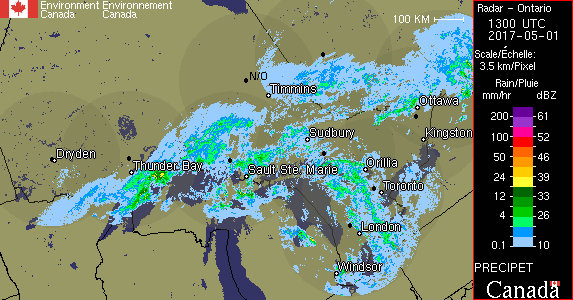 Environment Environnement
Canada Canada
100 KM
N/O
Timmins
Ottawa
Sudbury
Kingston
Dryden
Thunder Bay
Sault Ste. Marie
Orillia
Toronto
London
Windsor
Radar - Ontario
1300 UTC
2017-05-01
Scale/Échelle:
3.5 km/Pixel
Rain/Pluie
mm/hr dBZ
200 61
100 52
50 46
24 39
12 33
4 26
0.1 10
PRECIPET
Canada